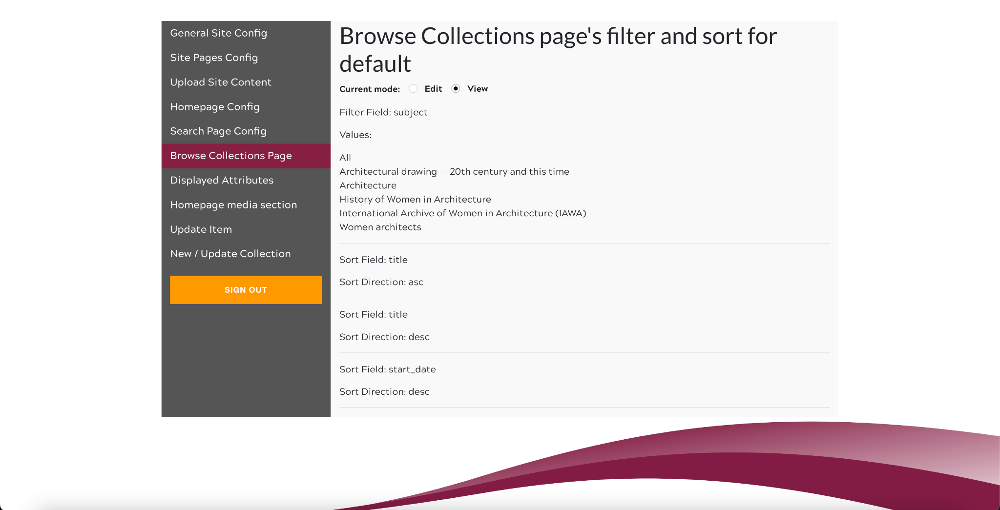 General Site Config
Site Pages Config
Upload Site Content
Homepage Config
Search Page Config
Browse Collections Page
Displayed Attributes
Homepage media section
Update Item
New / Update Collection
SIGN OUT
Browse Collections page's filter and sort for
default
Current mode: Edit View
Filter Field: subject
Values:
All
Architectural drawing -- 20th century and this time
Architecture
History of Women in Architecture
International Archive of Women in Architecture (IAWA)
Women architects
Sort Field: title
Sort Direction: asc
Sort Field: title
Sort Direction: desc
Sort Field: start_date
Sort Direction: desc